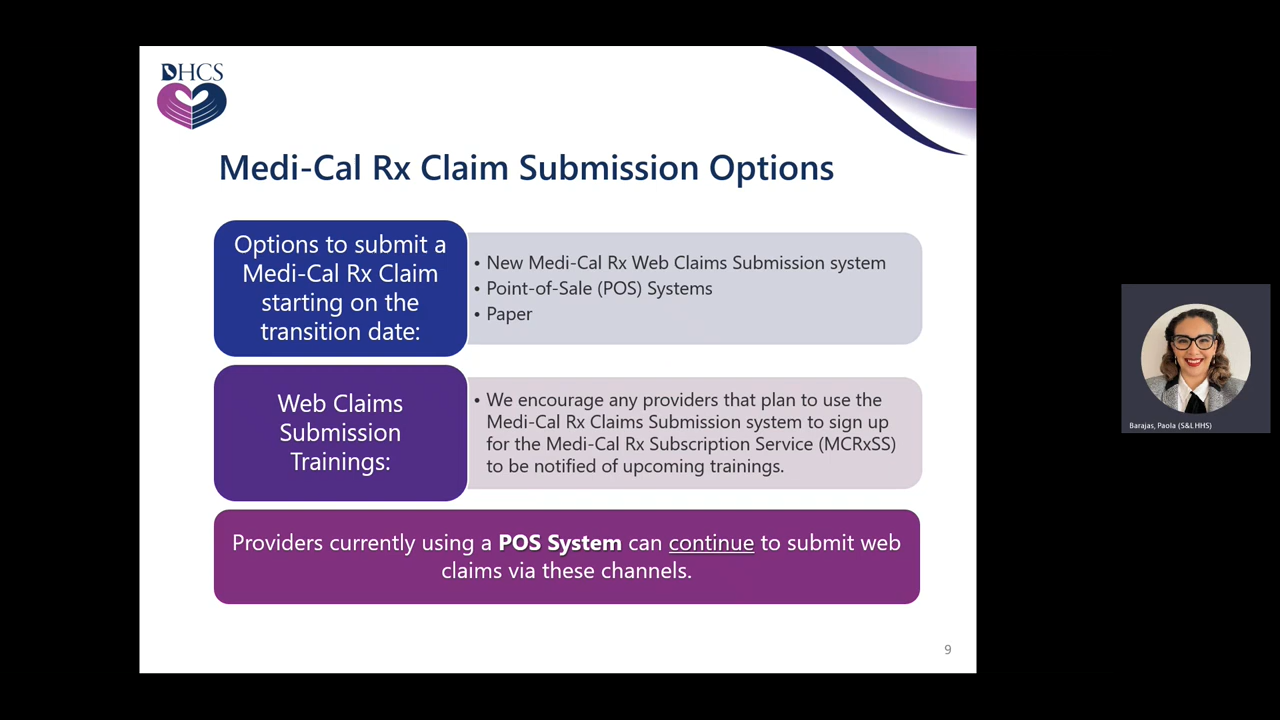 DHCS
Medi-Cal Rx Claim Submission Options
Options to submit a
Medi-Cal Rx Claim
starting on the
transition date:
• New Medi-Cal Rx Web Claims Submission system
• Point-of-Sale (POS) Systems
• Paper
Web Claims
Submission
Trainings:
• We encourage any providers that plan to use the
Medi-Cal Rx Claims Submission system to sign up
for the Medi-Cal Rx Subscription Service (MCRxSS)
to be notified of upcoming trainings.
Providers currently using a POS System can continue to submit web
claims via these channels.
9
Barajas, Paola (S&L HHS)